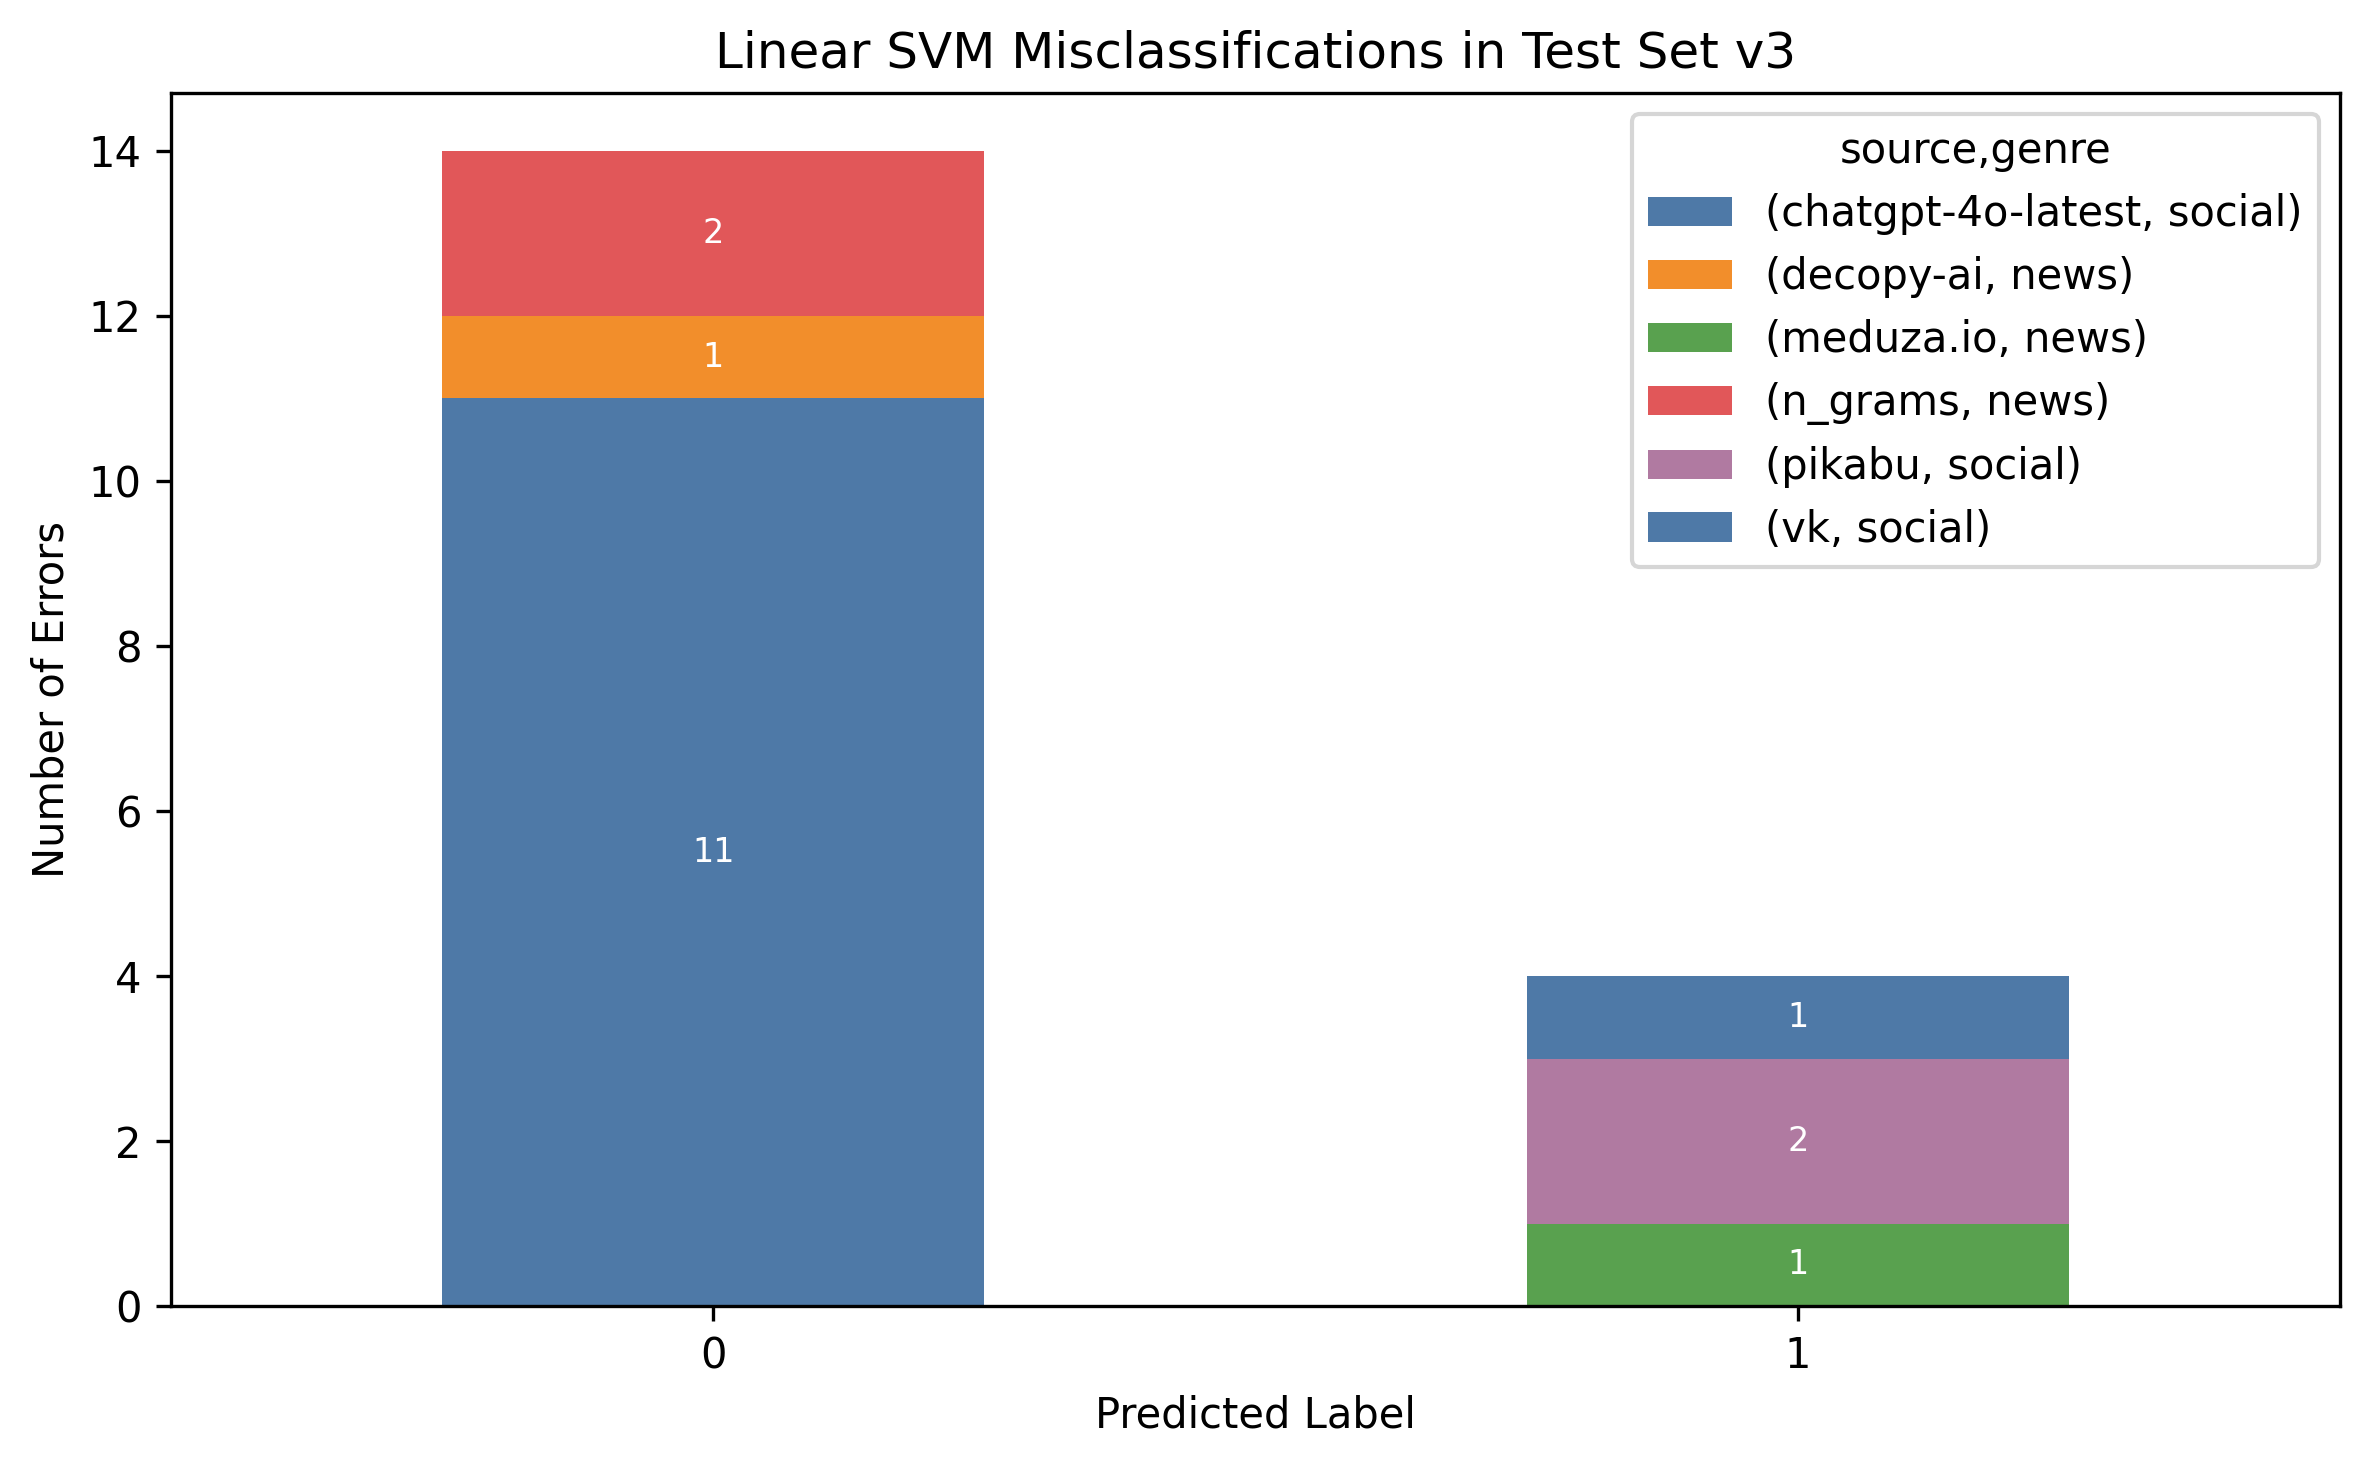 Linear SVM Misclassifications in Test Set v3
source,genre
(chatgpt-4o-latest, social)
(decopy-ai, news)
(meduza.io, news)
(n_grams, news)
(pikabu, social)
(vk, social)
Number of Errors
14
12
10
8
6
4
2
0
2
1
11
1
2
1
0
1
Predicted Label